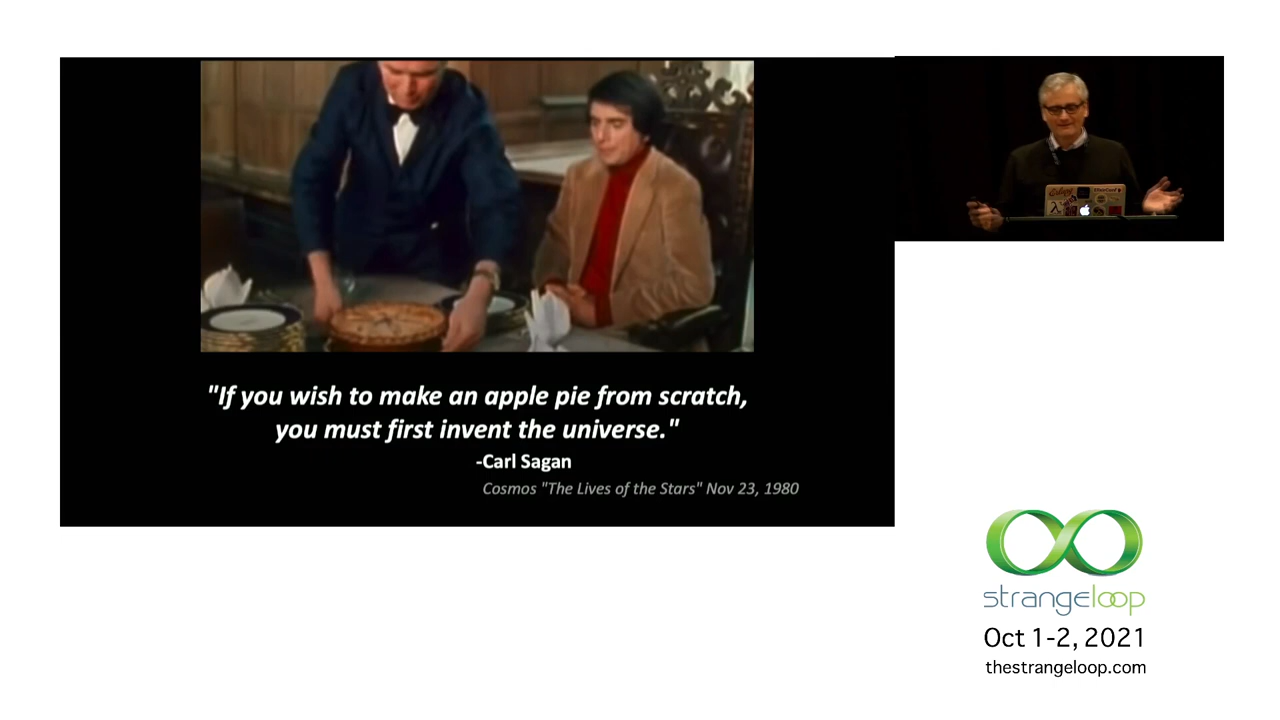 "If you wish to make an apple pie from scratch,
you must first invent the universe."
-Carl Sagan
Cosmos "The Lives of the Stars" Nov 23, 1980
strangeloop
Oct 1-2, 2021
thestrangeloop.com